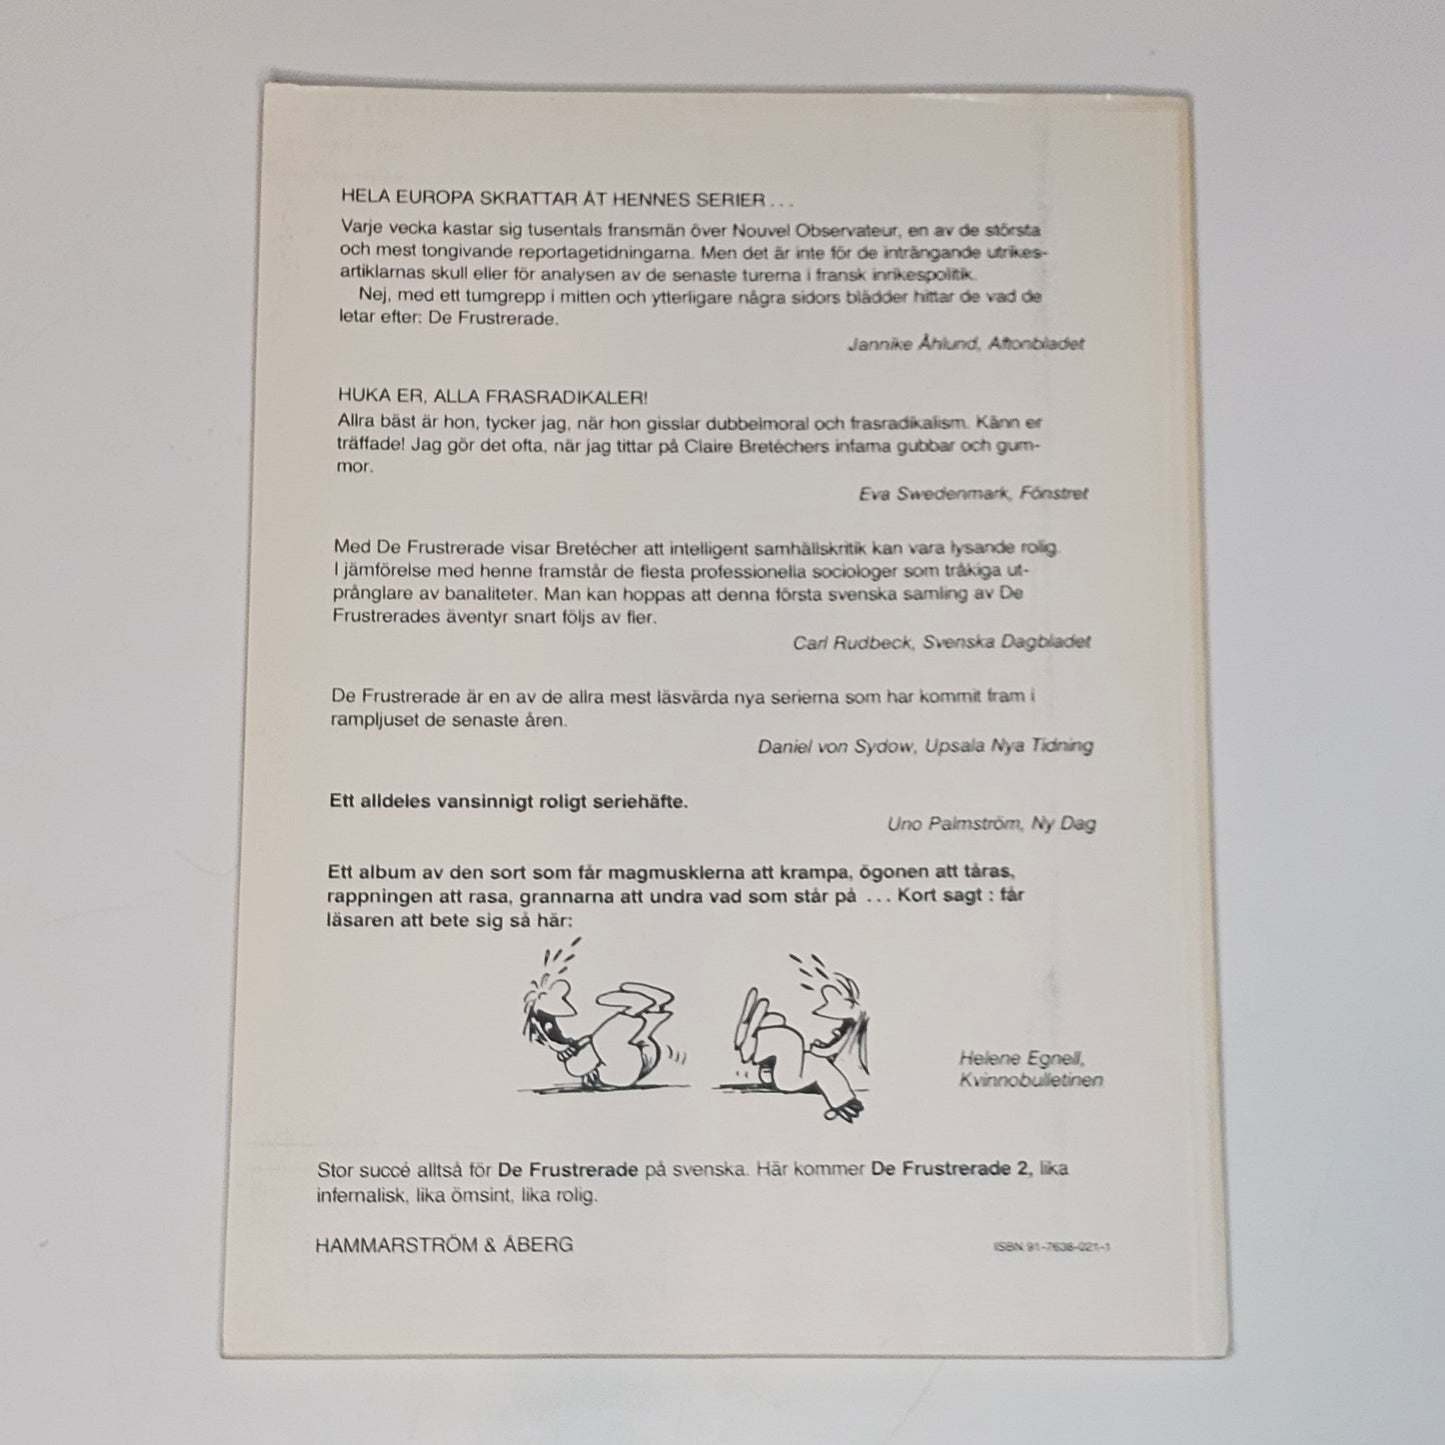 HELA EUROPA SKRATTAR ÅT HENNES SERIER . . .
Varje vecka kastar sig tusentals fransmän över Nouvel Observateur, en av de största
och mest tongivande reportagetidningarna. Men det är inte för de inträngande utrikes-
artiklarnas skull eller för analysen av de senaste turerna i fransk inrikespolitik.
Nej, med ett tumgrepp i mitten och ytterligare några sidors blädder hittar de vad de
letar efter: De Frustrerade.
Jannike Åhlund, Aftonbladet
HUKA ER, ALLA FRASRADIKALER!
Allra bäst är hon, tycker jag, när hon gisslar dubbelmoral och frasradikalism. Känn er
träffade! Jag gör det ofta, när jag tittar på Claire Bretéchers infama gubbar och gum-
mor.
Eva Swedenmark, Fönstret
Med De Frustrerade visar Bretécher att intelligent samhällskritik kan vara lysande rolig.
I jämförelse med henne framstår de flesta professionella sociologer som tråkiga ut-
prånglare av banaliteter. Man kan hoppas att denna första svenska samling av De
Frustrerades äventyr snart följs av fler.
Carl Rudbeck, Svenska Dagbladet
De Frustrerade är en av de allra mest läsvärda nya serierna som har kommit fram i
rampljuset de senaste åren.
Daniel von Sydow, Upsala Nya Tidning
Ett alldeles vansinnigt roligt seriehäfte.
Uno Palmström, Ny Dag
Ett album av den sort som får magmusklerna att krampa, ögonen att tåras,
rappningen att rasa, grannarna att undra vad som står på . . . Kort sagt : får
läsaren att bete sig så här:
Helene Egnell,
Kvinnobulletinen
Stor succé alltså för De Frustrerade på svenska. Här kommer De Frustrerade 2, lika
infernalisk, lika ömsint, lika rolig.
HAMMARSTRÖM & ÅBERG
ISBN 91-7638-021-1